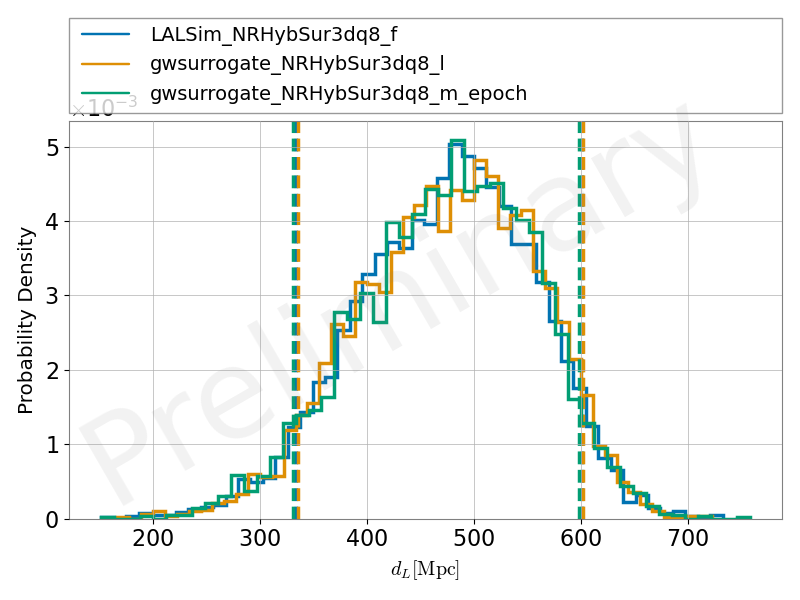 LALSim_NRHybSur3dq8_f
gwsurrogate_NRHybSur3dq8_l
gwsurrogate_NRHybSur3dq8_m_epoch
×10⁻³
5
4
3
2
1
0
Probability Density
Preliminary
200 300 400 500 600 700
d_L[Mpc]